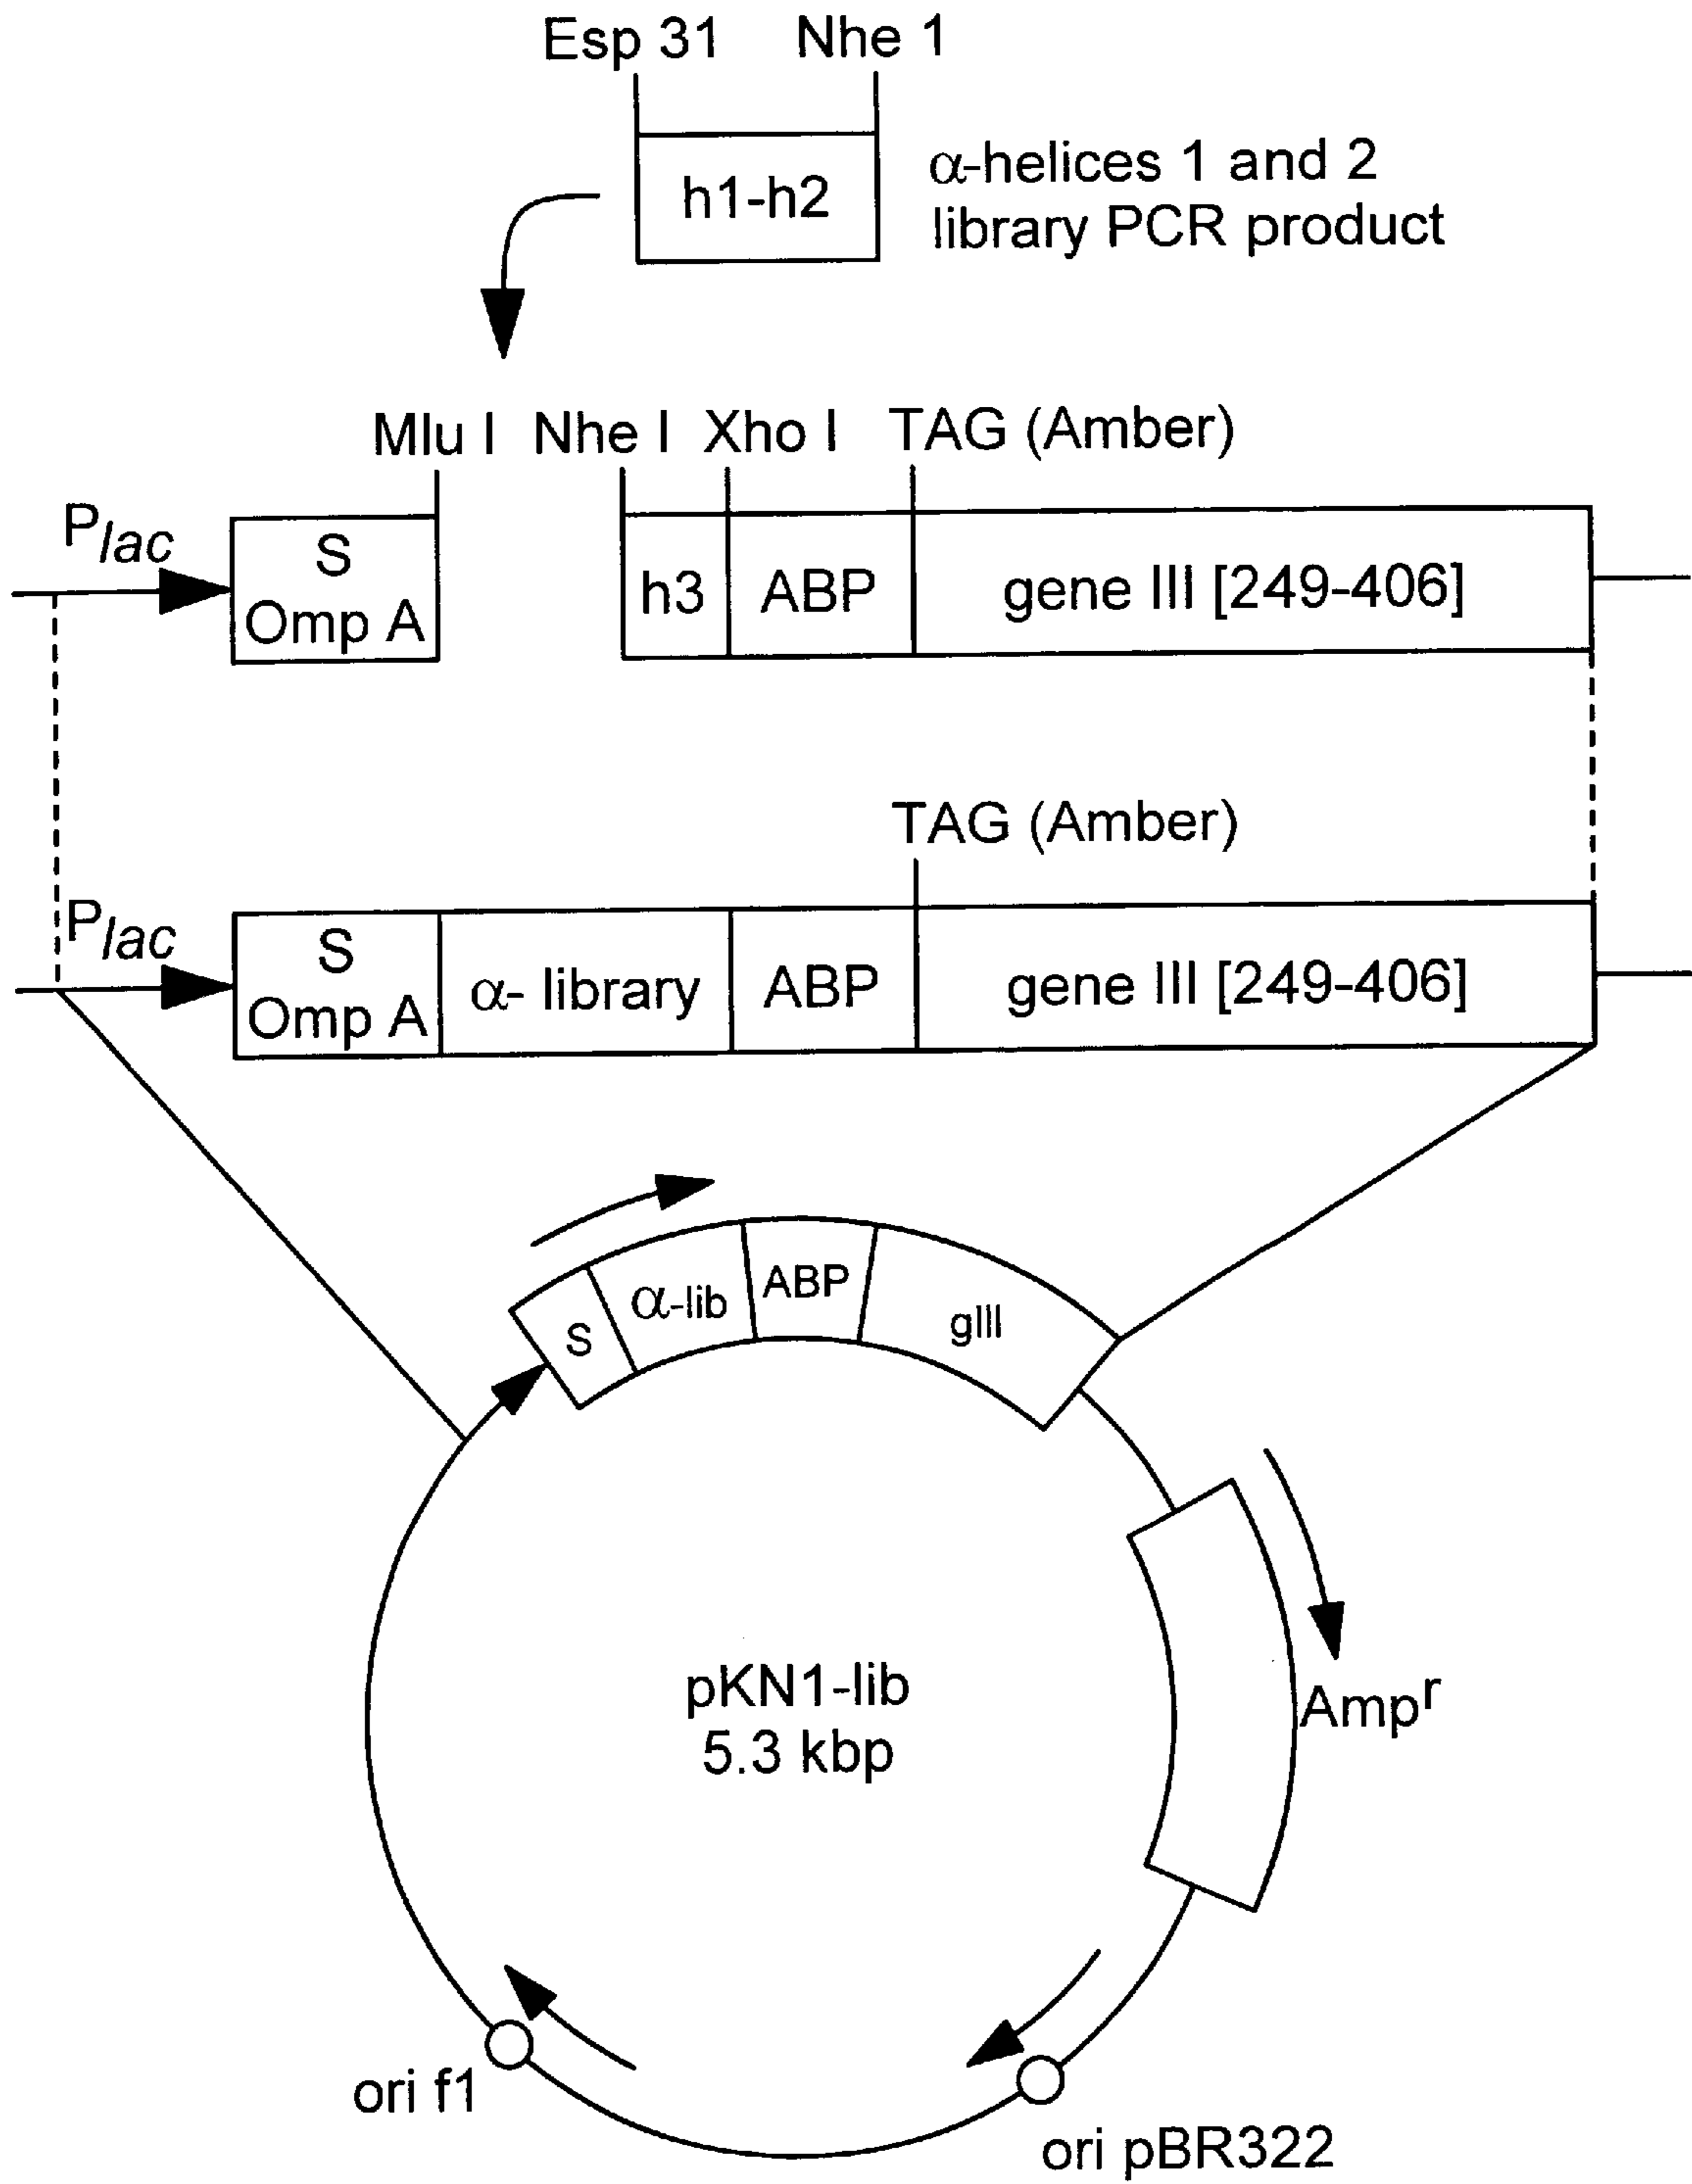 Esp 31 Nhe 1
h1-h2
α-helices 1 and 2
library PCR product
Mlu I Nhe I Xho I TAG (Amber)
Plac
S
Omp A
h3
ABP
gene III [249-406]
TAG (Amber)
Plac
S
Omp A
α- library
ABP
gene III [249-406]
S
α-lib
ABP
gIII
pKN1-lib
5.3 kbp
Ampr
ori f1
ori pBR322